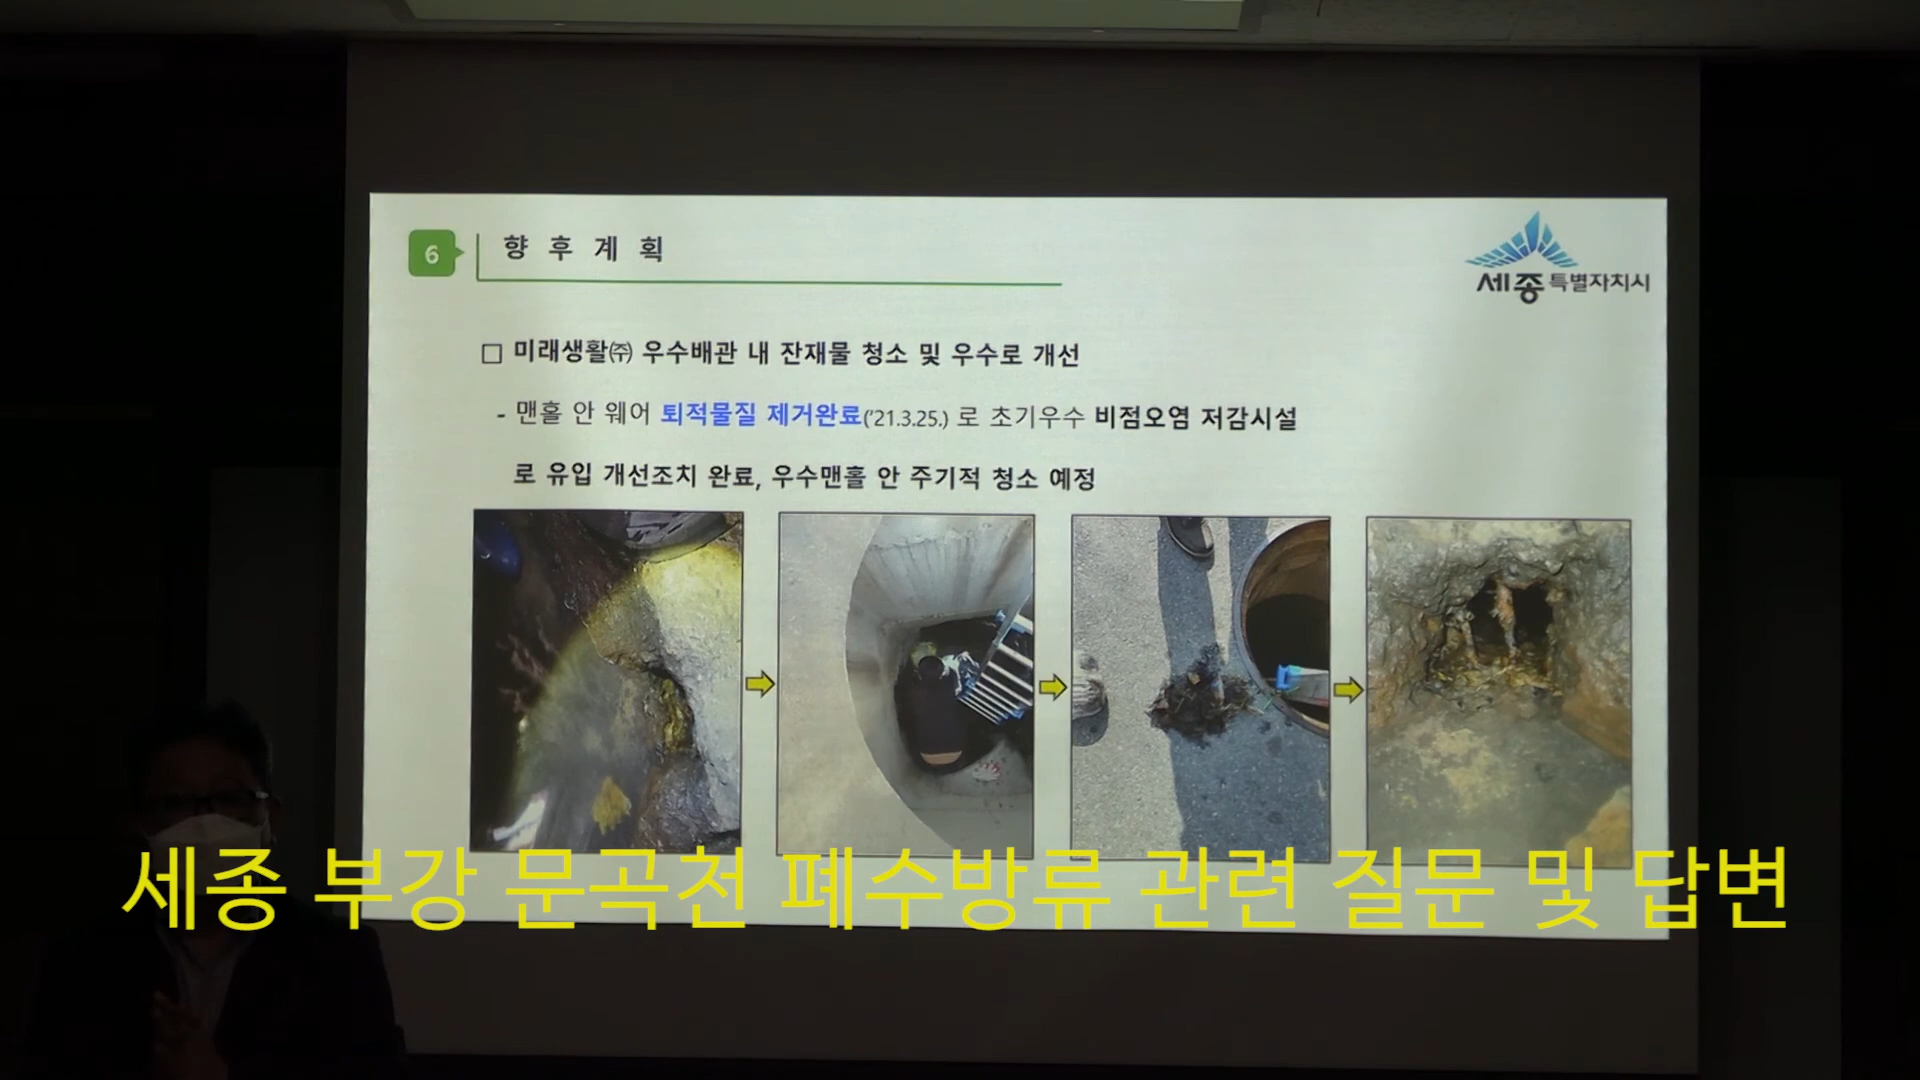 6
향 후 계 획
세종특별자치시
□ 미래생활㈜ 우수배관 내 잔재물 청소 및 우수로 개선
- 맨홀 안 웨어 퇴적물질 제거완료('21.3.25.) 로 초기우수 비점오염 저감시설
로 유입 개선조치 완료, 우수맨홀 안 주기적 청소 예정
세종 부강 문곡천 폐수방류 관련 질문 및 답변